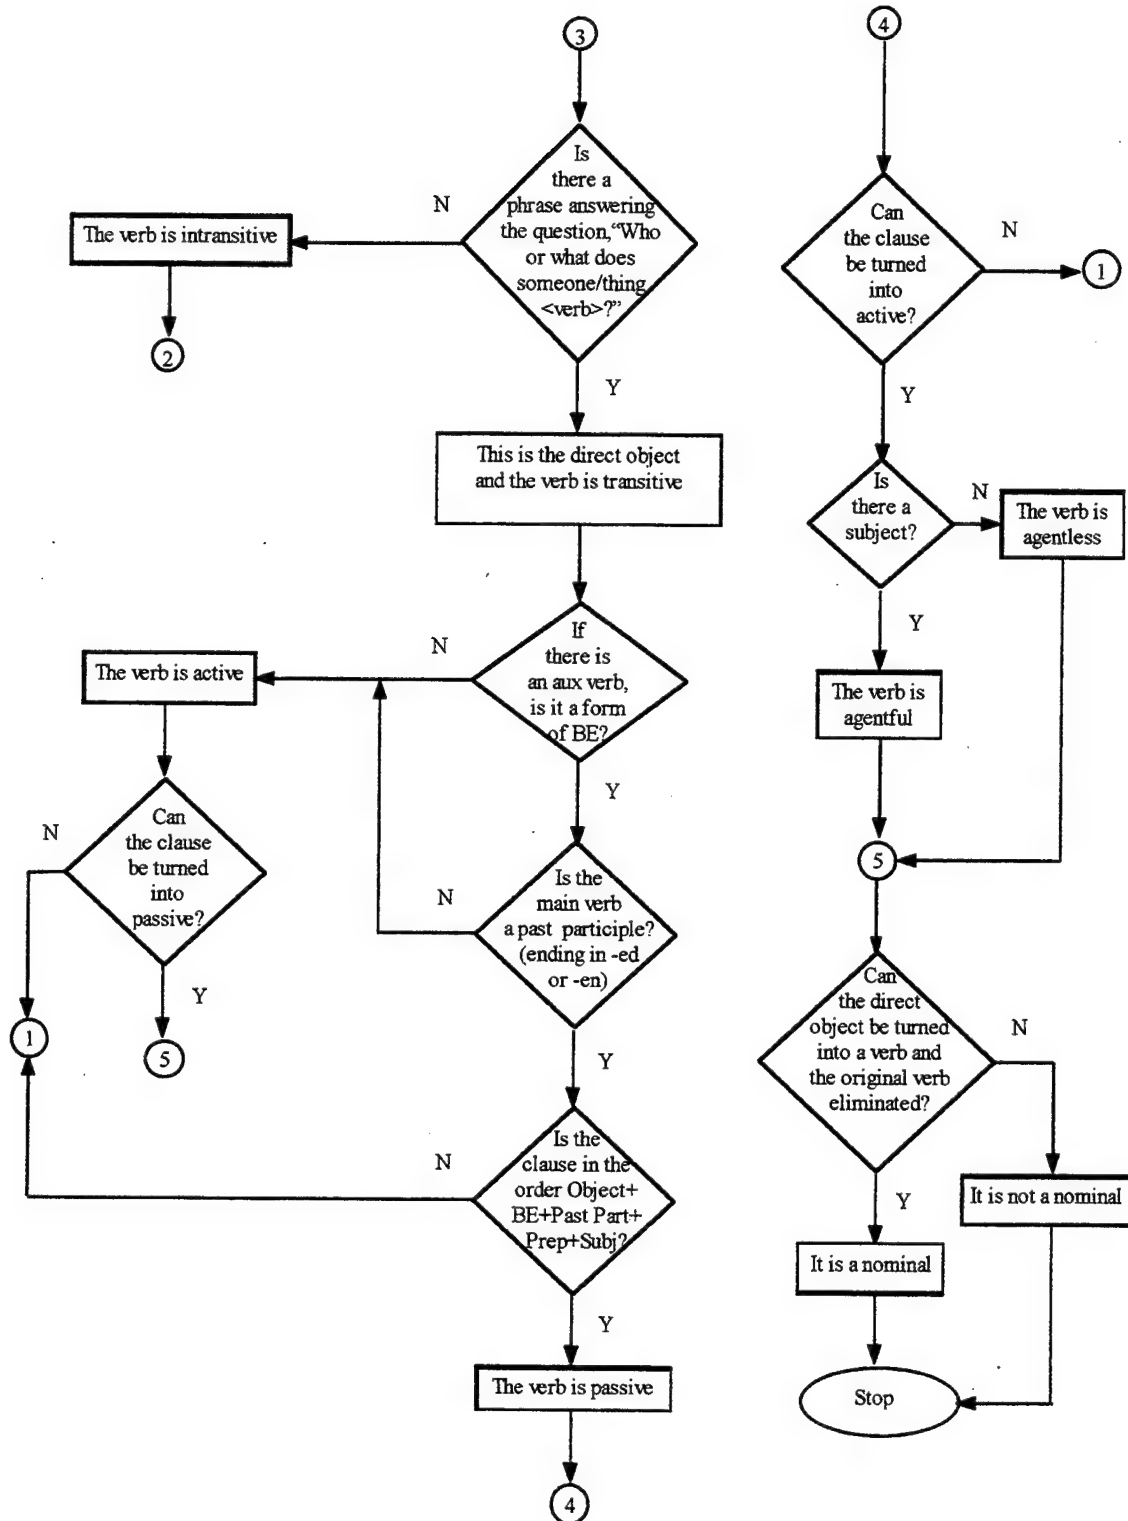 3
Is
there a
phrase answering
the question,“Who
or what does
someone/thing
<verb>?”
N
The verb is intransitive
2
Y
This is the direct object
and the verb is transitive
If
there is
an aux verb,
is it a form
of BE?
N
The verb is active
Can
the clause
be turned
into
passive?
N
1
Y
5
Y
Is the
main verb
a past participle?
(ending in -ed
or -en)
N
Y
Is the
clause in the
order Object+
BE+Past Part+
Prep+Subj?
N
Y
The verb is passive
4
4
Can
the clause
be turned
into
active?
N
1
Y
Is
there a
subject?
N
The verb is
agentless
Y
The verb is
agentful
5
Can
the direct
object be turned
into a verb and
the original verb
eliminated?
N
It is not a nominal
Y
It is a nominal
Stop